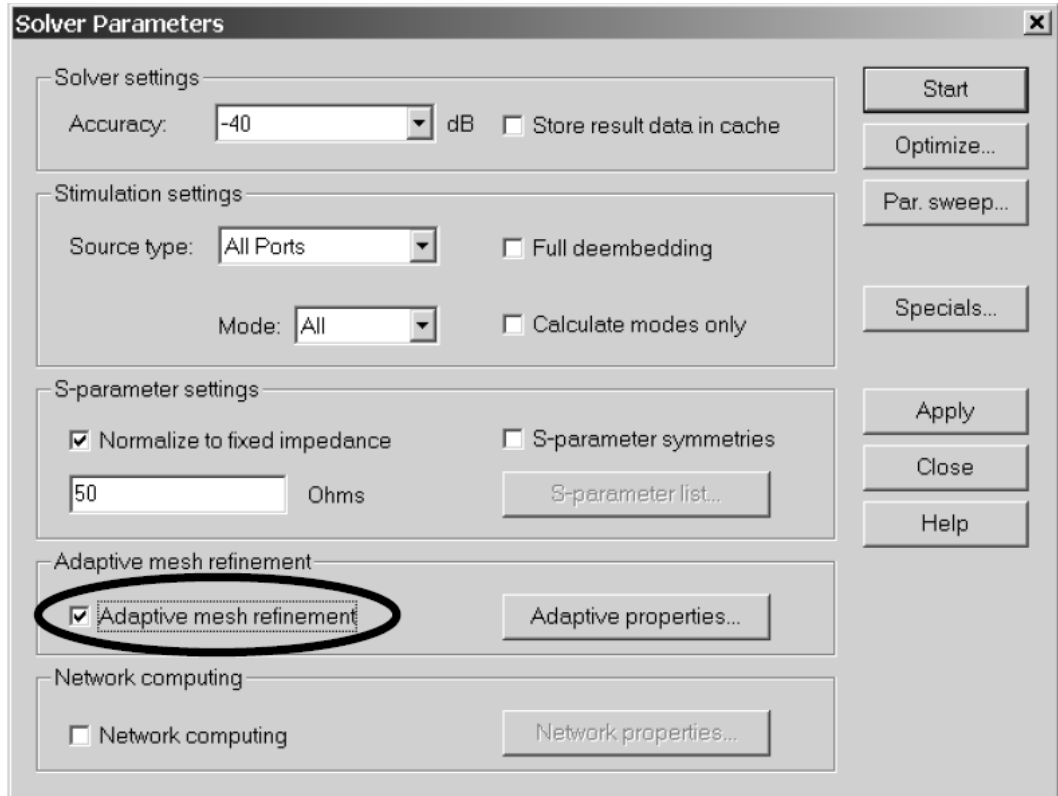 Solver Parameters
Solver settings
Accuracy: -40 dB Store result data in cache
Stimulation settings
Source type: All Ports Full deembedding
Mode: All Calculate modes only
S-parameter settings
Normalize to fixed impedance S-parameter symmetries
50 Ohms S-parameter list...
Adaptive mesh refinement
Adaptive mesh refinement Adaptive properties...
Network computing
Network computing Network properties...
Start
Optimize...
Par. sweep...
Specials...
Apply
Close
Help